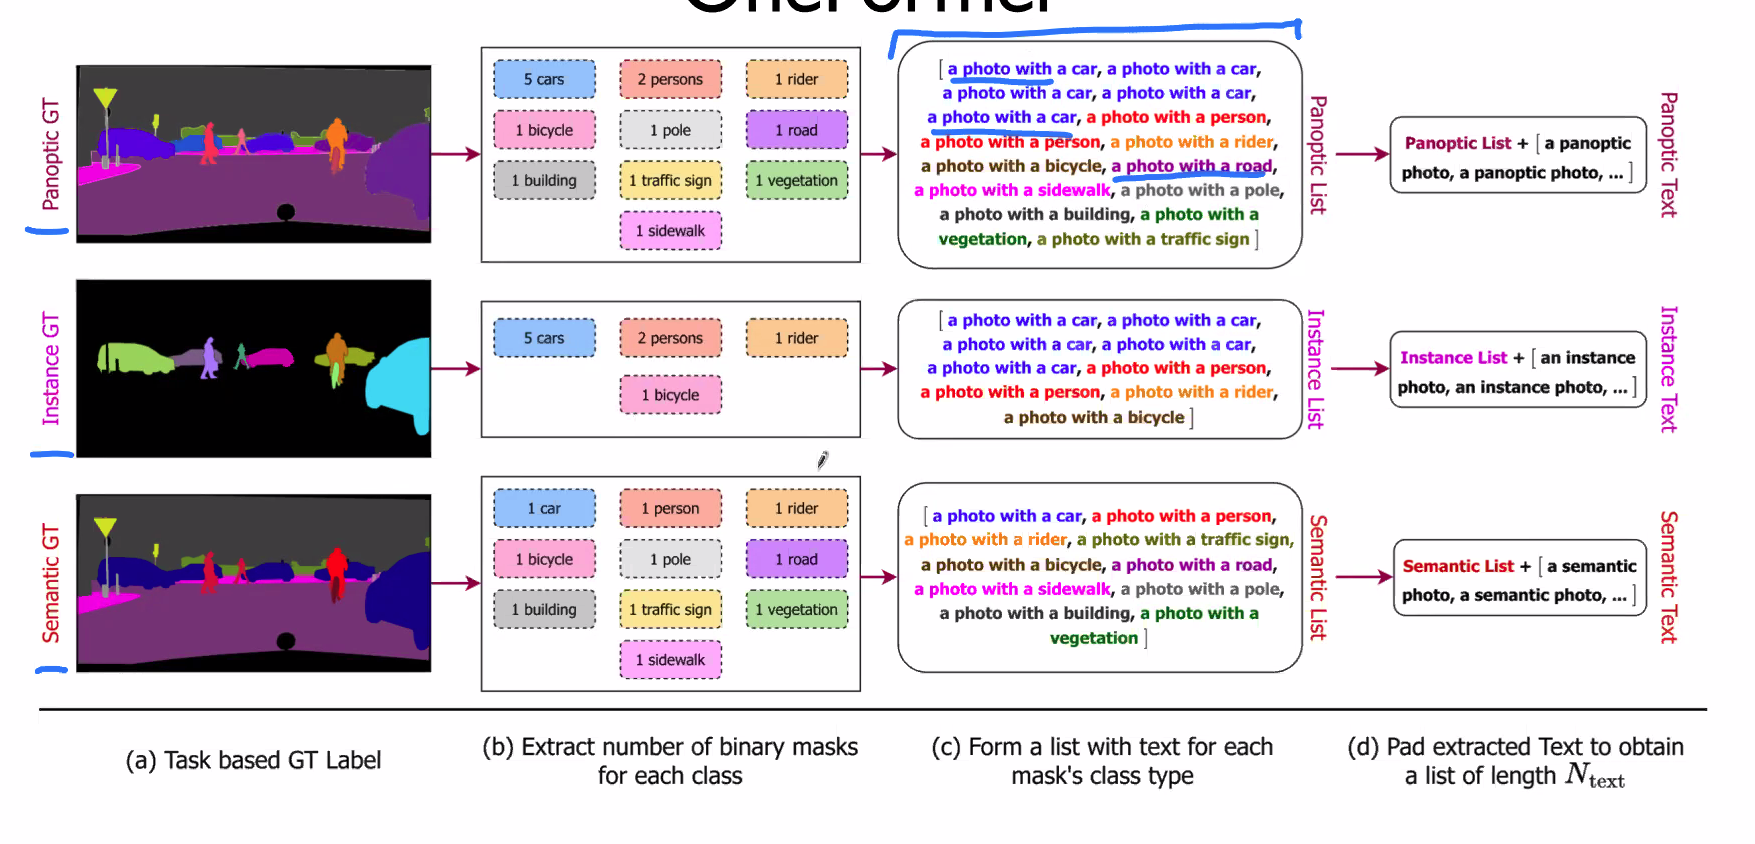 OneFormer
Panoptic GT
5 cars
2 persons
1 rider
1 bicycle
1 pole
1 road
1 building
1 traffic sign
1 vegetation
1 sidewalk
[ a photo with a car, a photo with a car,
a photo with a car, a photo with a car,
a photo with a car, a photo with a person,
a photo with a person, a photo with a rider,
a photo with a bicycle, a photo with a road,
a photo with a sidewalk, a photo with a pole,
a photo with a building, a photo with a
vegetation, a photo with a traffic sign ]
Panoptic List
Panoptic List + [ a panoptic
photo, a panoptic photo, ... ]
Panoptic Text
Instance GT
5 cars
2 persons
1 rider
1 bicycle
[ a photo with a car, a photo with a car,
a photo with a car, a photo with a car,
a photo with a car, a photo with a person,
a photo with a person, a photo with a rider,
a photo with a bicycle ]
Instance List
Instance List + [ an instance
photo, an instance photo, ... ]
Instance Text
Semantic GT
1 car
1 person
1 rider
1 bicycle
1 pole
1 road
1 building
1 traffic sign
1 vegetation
1 sidewalk
[ a photo with a car, a photo with a person,
a photo with a rider, a photo with a traffic sign,
a photo with a bicycle, a photo with a road,
a photo with a sidewalk, a photo with a pole,
a photo with a building, a photo with a
vegetation ]
Semantic List
Semantic List + [ a semantic
photo, a semantic photo, ... ]
Semantic Text
(a) Task based GT Label
(b) Extract number of binary masks
for each class
(c) Form a list with text for each
mask's class type
(d) Pad extracted Text to obtain
a list of length N_text